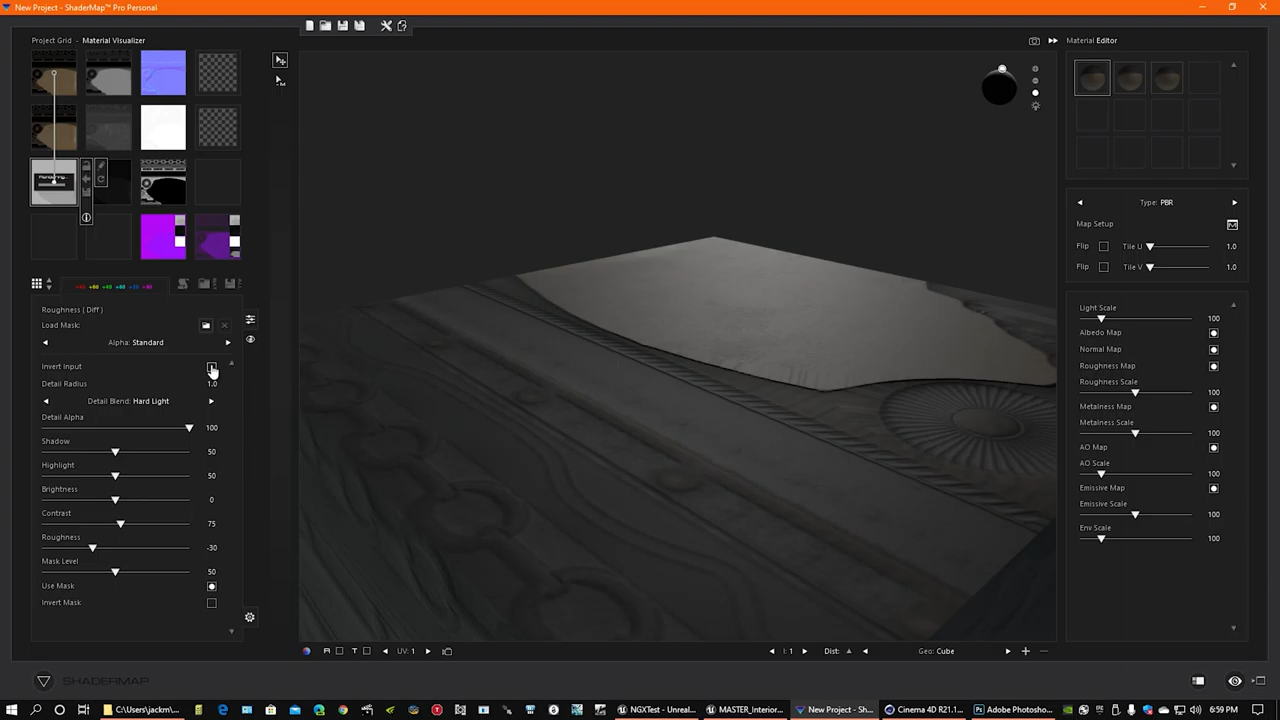 New Project - ShaderMap™ Pro Personal
Project Grid - Material Visualizer
Rendering...
Roughness ( Diff )
Load Mask:
Alpha: Standard
Invert Input
Detail Radius 1.0
Detail Blend: Hard Light
Detail Alpha
100
Shadow
50
Highlight
50
Brightness
0
Contrast
75
Roughness
-30
Mask Level
50
Use Mask
Invert Mask
SHADERMAP
T UV: 1 I: 1 Dist: Geo: Cube
Material Editor
Type: PBR
Map Setup M
Flip Tile U 1.0
Flip Tile V 1.0
Light Scale
100
Albedo Map
Normal Map
Roughness Map
Roughness Scale
100
Metalness Map
Metalness Scale
100
AO Map
AO Scale
100
Emissive Map
Emissive Scale
100
Env Scale
100
C:\Users\jackm\... NGXTest - Unreal... MASTER_Interior... New Project - Sh... Cinema 4D R21.1... Adobe Photosho... 6:59 PM